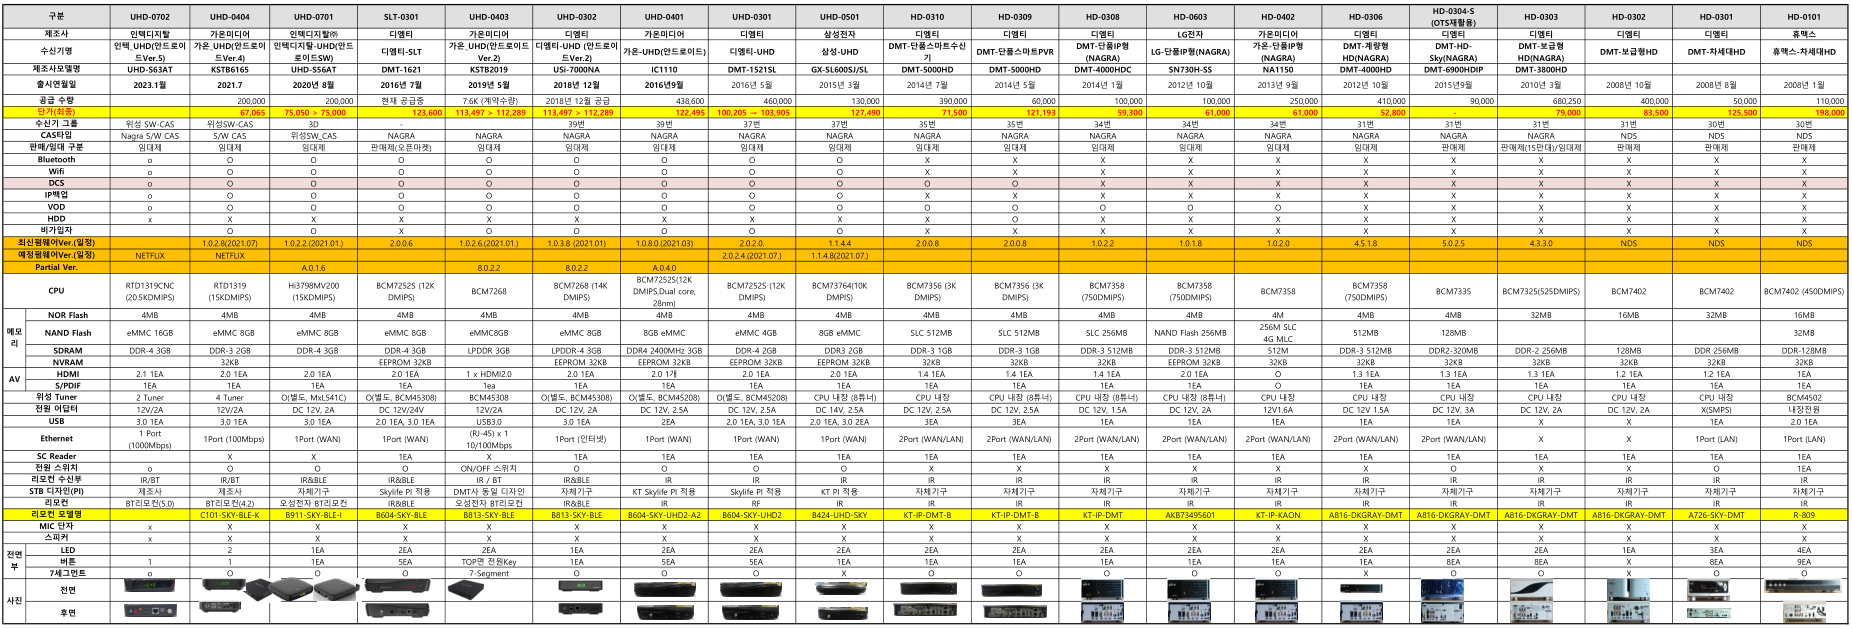 구분 UHD-0702 UHD-0404 UHD-0701 SLT-0301 UHD-0403 UHD-0302 UHD-0401 UHD-0301 UHD-0501 HD-0310 HD-0309 HD-0308 HD-0603 HD-0402 HD-0306 HD-0304-S (OTS재활용) HD-0303 HD-0302 HD-0301 HD-0101
제조사 인텍디지탈 가온미디어 인텍디지탈㈜ 디엠티 가온미디어 디엠티 가온미디어 디엠티 삼성전자 디엠티 디엠티 디엠티 LG전자 가온미디어 디엠티 디엠티 디엠티 디엠티 디엠티 휴맥스
수신기명 인텍_UHD(안드로이드Ver.5) 가온_UHD(안드로이드Ver.4) 인텍디지탈-UHD(안드로이드SW) 디엠티-SLT 가온_UHD(안드로이드Ver.2) 디엠티-UHD (안드로이드Ver.2) 가온-UHD(안드로이드) 디엠티-UHD 삼성-UHD DMT-단품스마트수신기 DMT-단품스마트PVR DMT-단품IP형(NAGRA) LG-단품IP형(NAGRA) 가온-단품IP형(NAGRA) DMT-계량형HD(NAGRA) DMT-HD-Sky(NAGRA) DMT-보급형HD(NAGRA) DMT-보급형HD DMT-차세대HD 휴맥스-차세대HD
제조사모델명 UHD-S63AT KSTB6165 UHD-S56AT DMT-1621 KSTB2019 USi-7000NA IC1110 DMT-1521SL GX-SL600SJ/SL DMT-5000HD DMT-5000HD DMT-4000HDC SN730H-SS NA1150 DMT-4000HD DMT-6900HDIP DMT-3800HD
출시연월일 2023.1월 2021.7 2020년 8월 2016년 7월 2019년 5월 2018년 12월 2016년9월 2016년 5월 2015년 3월 2014년 7월 2014년 5월 2014년 1월 2012년 10월 2013년 9월 2012년 10월 2015년9월 2010년 3월 2008년 10월 2008년 8월 2008년 1월
공급 수량 200,000 200,000 현재 공급중 7.6K (계약수량) 2018년 12월 공급 438,600 460,000 130,000 390,000 60,000 100,000 100,000 250,000 410,000 90,000 680,250 400,000 50,000 110,000
단가(최종) 67,065 75,050 > 75,000 123,600 113,497 > 112,289 113,497 > 112,289 122,495 100,205 → 103,905 127,490 71,500 121,193 59,300 61,000 61,000 52,800 - 79,000 83,500 125,500 198,000
수신기 그룹 위성 SW-CAS 위성SW-CAS 3D - 39번 39번 37번 37번 35번 35번 34번 34번 34번 31번 31번 31번 31번 30번 30번
CAS타입 Nagra S/W CAS S/W CAS 위성SW_CAS NAGRA NAGRA NAGRA NAGRA NAGRA NAGRA NAGRA NAGRA NAGRA NAGRA NAGRA NAGRA NAGRA NAGRA NDS NDS NDS
판매/임대 구분 임대제 임대제 임대제 판매제(오픈마켓) 임대제 임대제 임대제 임대제 임대제 임대제 임대제 임대제 임대제 임대제 임대제 판매제 판매제(15만대)/임대제 판매제 판매제 판매제
Bluetooth o O O O O O O O O X X X X X X X X X X X
Wifi o O O O O O O O O X X X X X X X X X X X
DCS o O O O O O O O O O O X X X X X X X X X
IP백업 o O O O O O O O O X X X X X X X X X X X
VOD o O O O O O O O O O O O O O X X X X X X
HDD x X X X X X X X X X O X X X X X X X X X
비가입자 O O X O O O O O X X X X X X X X X X X
최신펌웨어Ver.(일정) 1.0.2.8(2021.07) 1.0.2.2.(2021.01.) 2.0.0.6 1.0.2.6.(2021.01.) 1.0.3.8 (2021.01) 1.0.8.0.(2021.03) 2.0.2.0. 1.1.4.4 2.0.0.8 2.0.0.8 1.0.2.2 1.0.1.8 1.0.2.0 4.5.1.8 5.0.2.5 4.3.3.0 NDS NDS NDS
예정펌웨어Ver.(일정) NETFLIX NETFLIX 2.0.2.4.(2021.07.) 1.1.4.8(2021.07.)
Partial Ver. A.0.1.6 8.0.2.2 8.0.2.2 A.0.4.0
CPU RTD1319CNC (20.5KDMIPS) RTD1319 (15KDMIPS) Hi3798MV200 (15KDMIPS) BCM7252S (12K DMIPS) BCM7268 BCM7268 (14K DMIPS) BCM7252S(12K DMIPS,Dual core, 28nm) BCM7252S (12K DMIPS) BCM73764(10K DMIPS) BCM7356 (3K DMIPS) BCM7356 (3K DMIPS) BCM7358 (750DMIPS) BCM7358 (750DMIPS) BCM7358 BCM7358 (750DMIPS) BCM7335 BCM7325(525DMIPS) BCM7402 BCM7402 BCM7402 (450DMIPS)
메모리 NOR Flash 4MB 4MB 4MB 4MB 4MB 4MB 4MB 4MB 4MB 4MB 4MB 4MB 4M 4M 4MB 4MB 32MB 16MB 16MB 16MB
NAND Flash eMMC 16GB eMMC 8GB eMMC 8GB eMMC 8GB eMMC8GB eMMC 8GB 8GB eMMC eMMC 4GB 8GB eMMC SLC 512MB SLC 512MB SLC 256MB NAND Flash 256MB 256M SLC 4G MLC 512MB 128MB 32MB
SDRAM DDR-4 3GB DDR-3 2GB DDR-4 3GB DDR-4 3GB LPDDR 3GB LPDDR-4 3GB DDR4 2400MHz 3GB DDR-4 2GB DDR3 2GB DDR-3 1GB DDR-3 1GB DDR-3 512MB DDR-3 512MB 512M DDR-3 512MB DDR2-320MB DDR-2 256MB 128MB DDR 256MB DDR-128MB
NVRAM 32KB EEPROM 32KB EEPROM 32KB EEPROM 32KB EEPROM 32KB EEPROM 32KB 32KB 32KB 32KB EEPROM 32KB 32KB 32KB 32KB 32KB 32KB 32KB 32KB
AV HDMI 2.1 1EA 2.0 1EA 2.0 1EA 2.0 1EA 1 x HDMI2.0 2.0 1EA 2.0 1개 2.0 1EA 2.0 1EA 1.4 1EA 1.4 1EA 1.4 1EA 2.0 1EA O 1.3 1EA 1.3 1EA 1.3 1EA 1.2 1EA 1.2 1EA 1EA
S/PDIF 1EA 1EA 1EA 1EA 1ea 1EA 1EA 1EA 1EA 1EA 1EA 1EA 1EA O 1EA 1EA 1EA 1EA 1EA 1EA
위성 Tuner 2 Tuner 4 Tuner O(별도, MxL541C) O(별도, BCM45308) BCM45308 O(별도, BCM45308) O(별도, BCM45208) O(별도, BCM45208) CPU 내장 (8튜너) CPU 내장 CPU 내장 CPU 내장 (8튜너) CPU 내장 (8튜너) CPU 내장 CPU 내장 CPU 내장 CPU 내장 CPU 내장 CPU 내장 BCM4502
전원 어답터 12V/2A 12V/2A DC 12V, 2A DC 12V/24V 12V/2A DC 12V, 2A DC 12V, 2.5A DC 12V, 2.5A DC 14V, 2.5A DC 12V, 2.5A DC 12V, 2.5A DC 12V, 1.5A DC 12V, 2A 12V1.6A DC 12V 1.5A DC 12V, 3A DC 12V, 2A DC 12V, 2A X(SMPS) 내장전원
USB 3.0 1EA 3.0 1EA 3.0 1EA 2.0 1EA, 3.0 1EA USB3.0 3.0 1EA 2EA 2.0 1EA, 3.0 1EA 2.0 1EA, 3.0 2EA 3EA 3EA 1EA 1EA 1EA 1EA 1EA X X 1EA 2.0 1EA
Ethernet 1 Port (1000Mbps) 1Port (100Mbps) 1Port (WAN) 1Port (WAN) (RJ-45) x 1 10/100Mbps 1Port (인터넷) 1Port (WAN) 1Port (WAN) 1Port (WAN) 2Port (WAN/LAN) 2Port (WAN/LAN) 2Port (WAN/LAN) 2Port (WAN/LAN) 2Port (WAN/LAN) 2Port (WAN/LAN) 2Port (WAN/LAN) X X 1Port (LAN) 1Port (LAN)
SC Reader X X 1EA X 1EA 1EA 1EA 1EA 1EA 1EA 1EA 1EA 1EA 1EA 1EA 1EA 1EA 1EA 1EA
전원 스위치 o O O O ON/OFF 스위치 O O O O X X X X X X O X X O 1EA
리모컨 수신부 IR/BT IR/BT IR&BLE IR&BLE IR / BT IR&BLE IR IR IR IR IR IR IR IR IR IR IR IR IR 1EA
STB 디자인(PI) 제조사 제조사 자체기구 Skylife PI 적용 DMT사 동일 디자인 자체기구 KT Skylife PI 적용 Skylife PI 적용 KT PI 적용 자체기구 자체기구 자체기구 자체기구 자체기구 자체기구 자체기구 자체기구 자체기구 자체기구 자체기구
리모컨 BT리모컨(5.0) BT리모컨(4.2) 오성전자 BT리모컨 IR&BLE 오성전자 BT리모컨 IR&BLE IR RF IR IR IR IR IR IR IR IR IR IR IR IR
리모컨 모델명 C101-SKY-BLE-K B911-SKY-BLE-I B604-SKY-BLE B813-SKY-BLE B813-SKY-BLE B604-SKY-UHD2-A2 B604-SKY-UHD2 B424-UHD-SKY KT-IP-DMT-B KT-IP-DMT-B KT-IP-DMT AKB73495601 KT-IP-KAON A816-DKGRAY-DMT A816-DKGRAY-DMT A816-DKGRAY-DMT A816-DKGRAY-DMT A726-SKY-DMT R-809
MIC 단자 x X X X X X X X X X X X X X X X X X X X
스피커 x X X X X X X X X X X X X X X X X X X X
전면부 LED 2 1EA 2EA 2EA 1EA 2EA 2EA 2EA 2EA 2EA 2EA 2EA 2EA 2EA 2EA 2EA 1EA 3EA 4EA
버튼 1 1 1EA 5EA TOP면 전원Key 1EA 5EA 5EA 1EA 1EA 1EA 1EA 1EA 1EA 1EA 8EA 8EA X 8EA 9EA
7세그먼트 o O O O 7-Segment O O O X O O O O O X O O X O O
사진 전면
후면